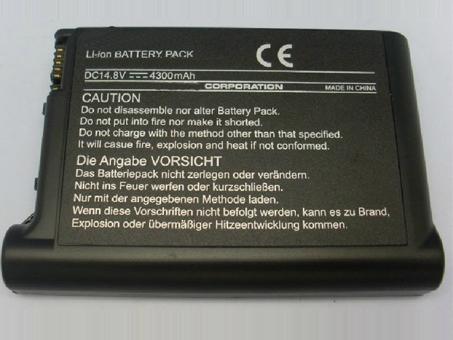 Li-ion BATTERY PACK
CE
DC14.8V 4300mAh
CORPORATION
MADE IN CHINA
CAUTION
Do not disassemble nor alter Battery Pack.
Do not put into fire nor make it shorted.
Do not charge with the method other than that specified.
It will casue fire, explosion and heat if not conformed.
Die Angabe VORSICHT
Das Batteriepack nicht zerlegen oder verändern.
Nicht ins Feuer werfen oder kurzschließen.
Nur mit der angegebenen Methode laden.
Wenn diese Vorschriften nicht befolgt werden, kann es zu Brand,
Explosion oder übermäßiger Hitzeentwicklung kommen.